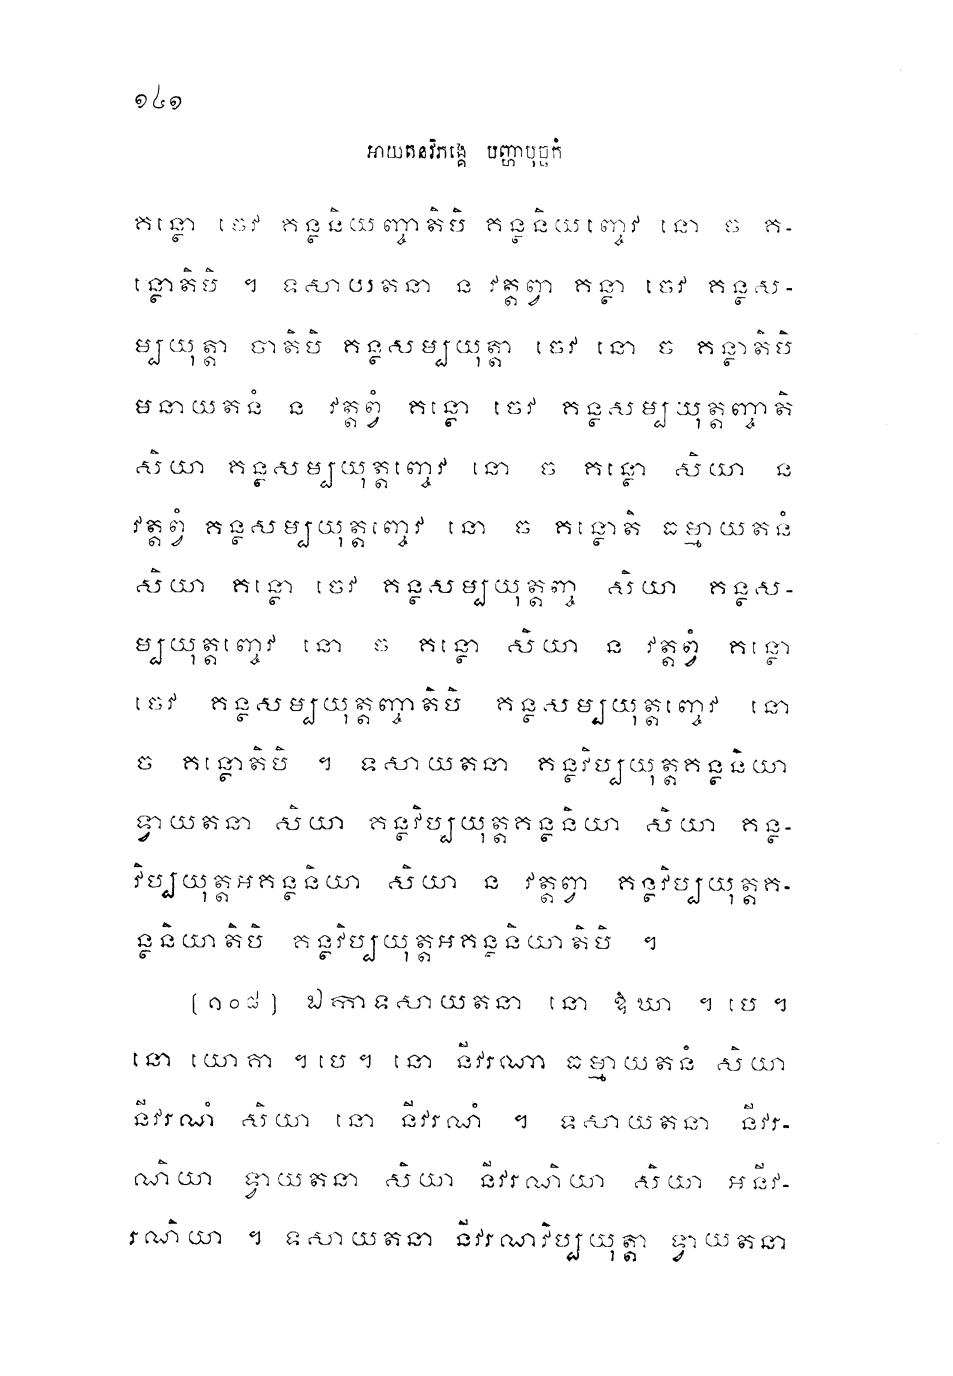 ១៤១
អាយតនវិភង្គេ បញ្ហាបុច្ឆកំ
គន្ថោ ចេវ គន្ថនិយញ្ចាតិបិ គន្ថនិយញ្ចេវ នោ ច គ-
ន្ថោតិបិ ។ ទសាយតនា ន វត្តព្វា គន្ថា ចេវ គន្ថស-
ម្បយុត្តា ចាតិបិ គន្ថសម្បយុត្តា ចេវ នោ ច គន្ថាតិបិ
មនាយតនំ ន វត្តព្វំ គន្ថោ ចេវ គន្ថសម្បយុត្តញ្ចាតិ
សិយា គន្ថសម្បយុត្តញ្ចេវ នោ ច គន្ថោ សិយា ន
វត្តព្វំ គន្ថសម្បយុត្តញ្ចេវ នោ ច គន្ថោតិ ធម្មាយតនំ
សិយា គន្ថោ ចេវ គន្ថសម្បយុត្តញ្ច សិយា គន្ថស-
ម្បយុត្តញ្ចេវ នោ ច គន្ថោ សិយា ន វត្តព្វំ គន្ថោ
ចេវ គន្ថសម្បយុត្តញ្ចាតិបិ គន្ថសម្បយុត្តញ្ចេវ នោ
ច គន្ថោតិបិ ។ ទសាយតនា គន្ថវិប្បយុត្តគន្ថនិយា
ទ្វាយតនា សិយា គន្ថវិប្បយុត្តគន្ថនិយា សិយា គន្ថ-
វិប្បយុត្តអគន្ថនិយា សិយា ន វត្តព្វា គន្ថវិប្បយុត្តគ-
ន្ថនិយាតិបិ គន្ថវិប្បយុត្តអគន្ថនិយាតិបិ ។
(១០៨) ឯកាទសាយតនា នោ ឱឃា ។ បេ ។
នោ យោគា ។ បេ ។ នោ នីវរណា ធម្មាយតនំ សិយា
នីវរណំ សិយា នោ នីវរណំ ។ ទសាយតនា នីវរ-
ណិយា ទ្វាយតនា សិយា នីវរណិយា សិយា អនីវ-
រណិយា ។ ទសាយតនា នីវរណវិប្បយុត្តា ទ្វាយតនា